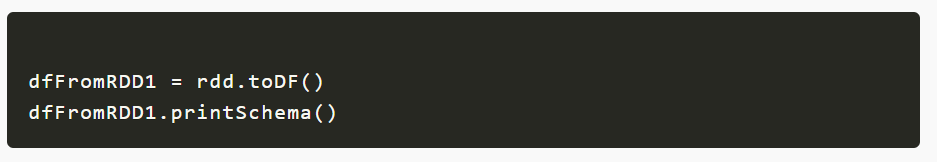 dfFromRDD1 = rdd.toDF()
dfFromRDD1.printSchema()